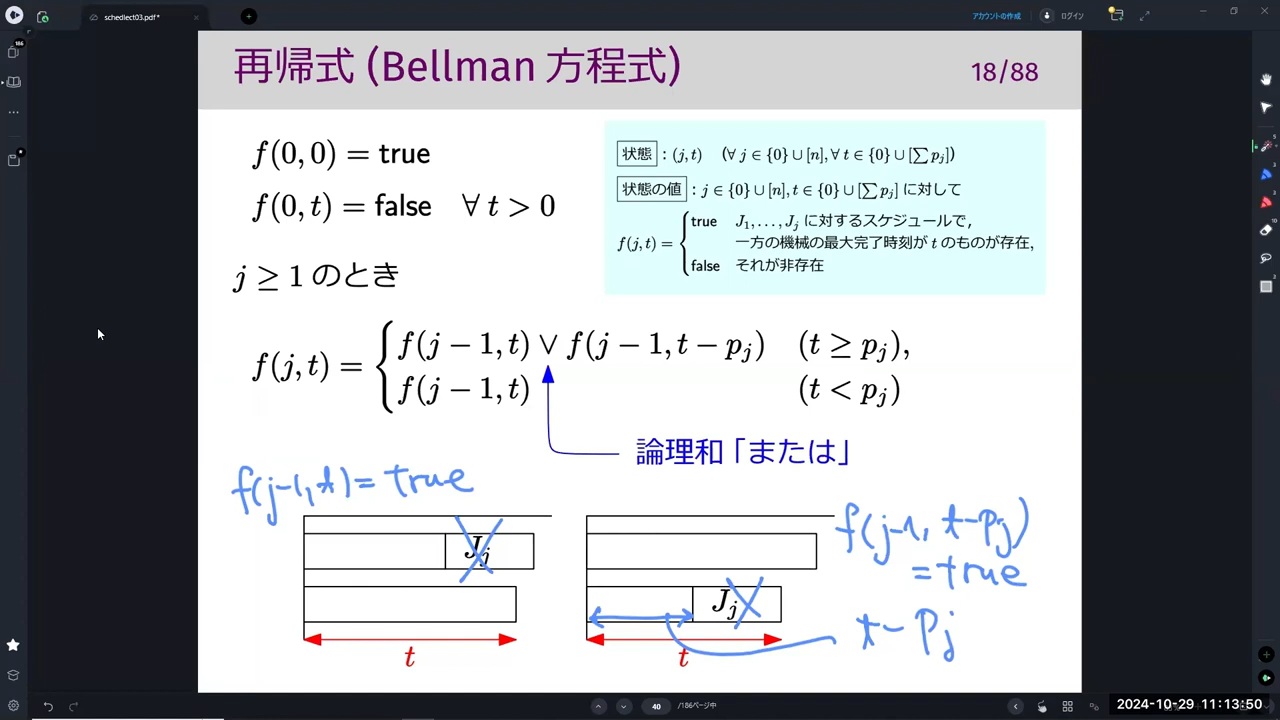 schedlect03.pdf*
アカウントの作成
ログイン
186
再帰式 (Bellman 方程式)
18/88
f(0,0) = true
f(0,t) = false ∀ t > 0
j ≥ 1 のとき
状態 : (j,t) (∀ j ∈ {0} ∪ [n], ∀ t ∈ {0} ∪ [∑ p_j])
状態の値 : j ∈ {0} ∪ [n], t ∈ {0} ∪ [∑ p_j] に対して
f(j,t) = { true J_1, . . . , J_j に対するスケジュールで,
一方の機械の最大完了時刻が t のものが存在,
false それが非存在
f(j,t) = { f(j − 1, t) ∨ f(j − 1, t − p_j) (t ≥ p_j),
f(j − 1, t) (t < p_j)
論理和「または」
f(j-1, t) = true
J_j
t
f(j-1, t-p_j)
= true
J_j
t - p_j
t
40
/186ページ中
2024-10-29 11:13:50